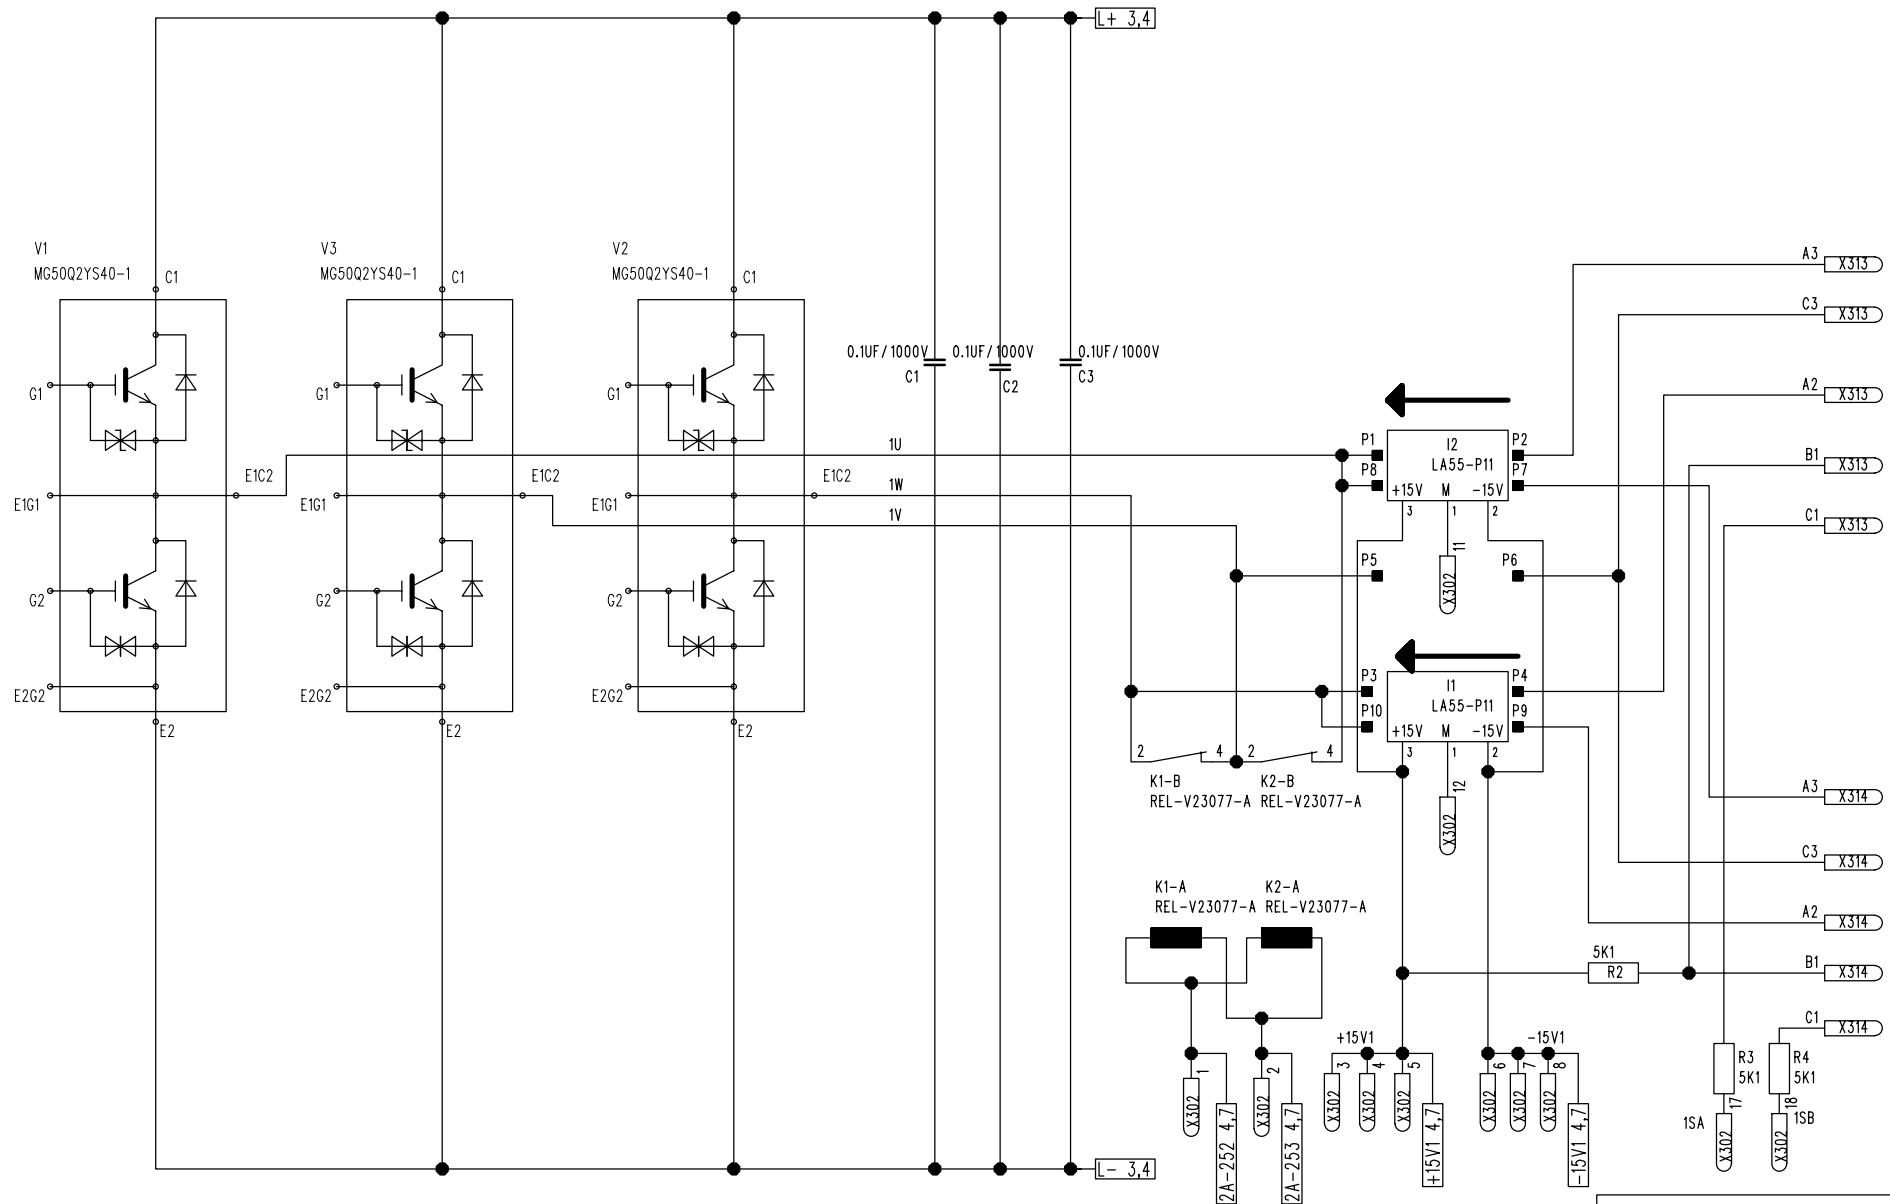 L+ 3,4
V1
MG50Q2YS40-1
C1
G1
E1C2
E1G1
G2
E2G2
E2
V3
MG50Q2YS40-1
C1
G1
E1C2
E1G1
G2
E2G2
E2
V2
MG50Q2YS40-1
C1
G1
E1C2
E1G1
G2
E2G2
E2
0.1UF/1000V
C1
0.1UF/1000V
C2
0.1UF/1000V
C3
1U
1W
1V
P1
P8
I2
LA55-P11
+15V M -15V
3 1 2
P2
P7
11
X302
P5
P6
P3
P10
I1
LA55-P11
+15V M -15V
3 1 2
P4
P9
12
X302
2 4 2 4
K1-B
REL-V23077-A
K2-B
REL-V23077-A
K1-A
REL-V23077-A
K2-A
REL-V23077-A
A3 X313
C3 X313
A2 X313
B1 X313
C1 X313
A3 X314
C3 X314
A2 X314
B1 X314
C1 X314
5K1
R2
+15V1
-15V1
1
X302
2A-252 4,7
2
X302
2A-253 4,7
3
X302
4
X302
5
X302
+15V1 4,7
6
X302
7
X302
8
X302
-15V1 4,7
R3
5K1
17
1SA
X302
R4
5K1
18
1SB
X302
L- 3,4